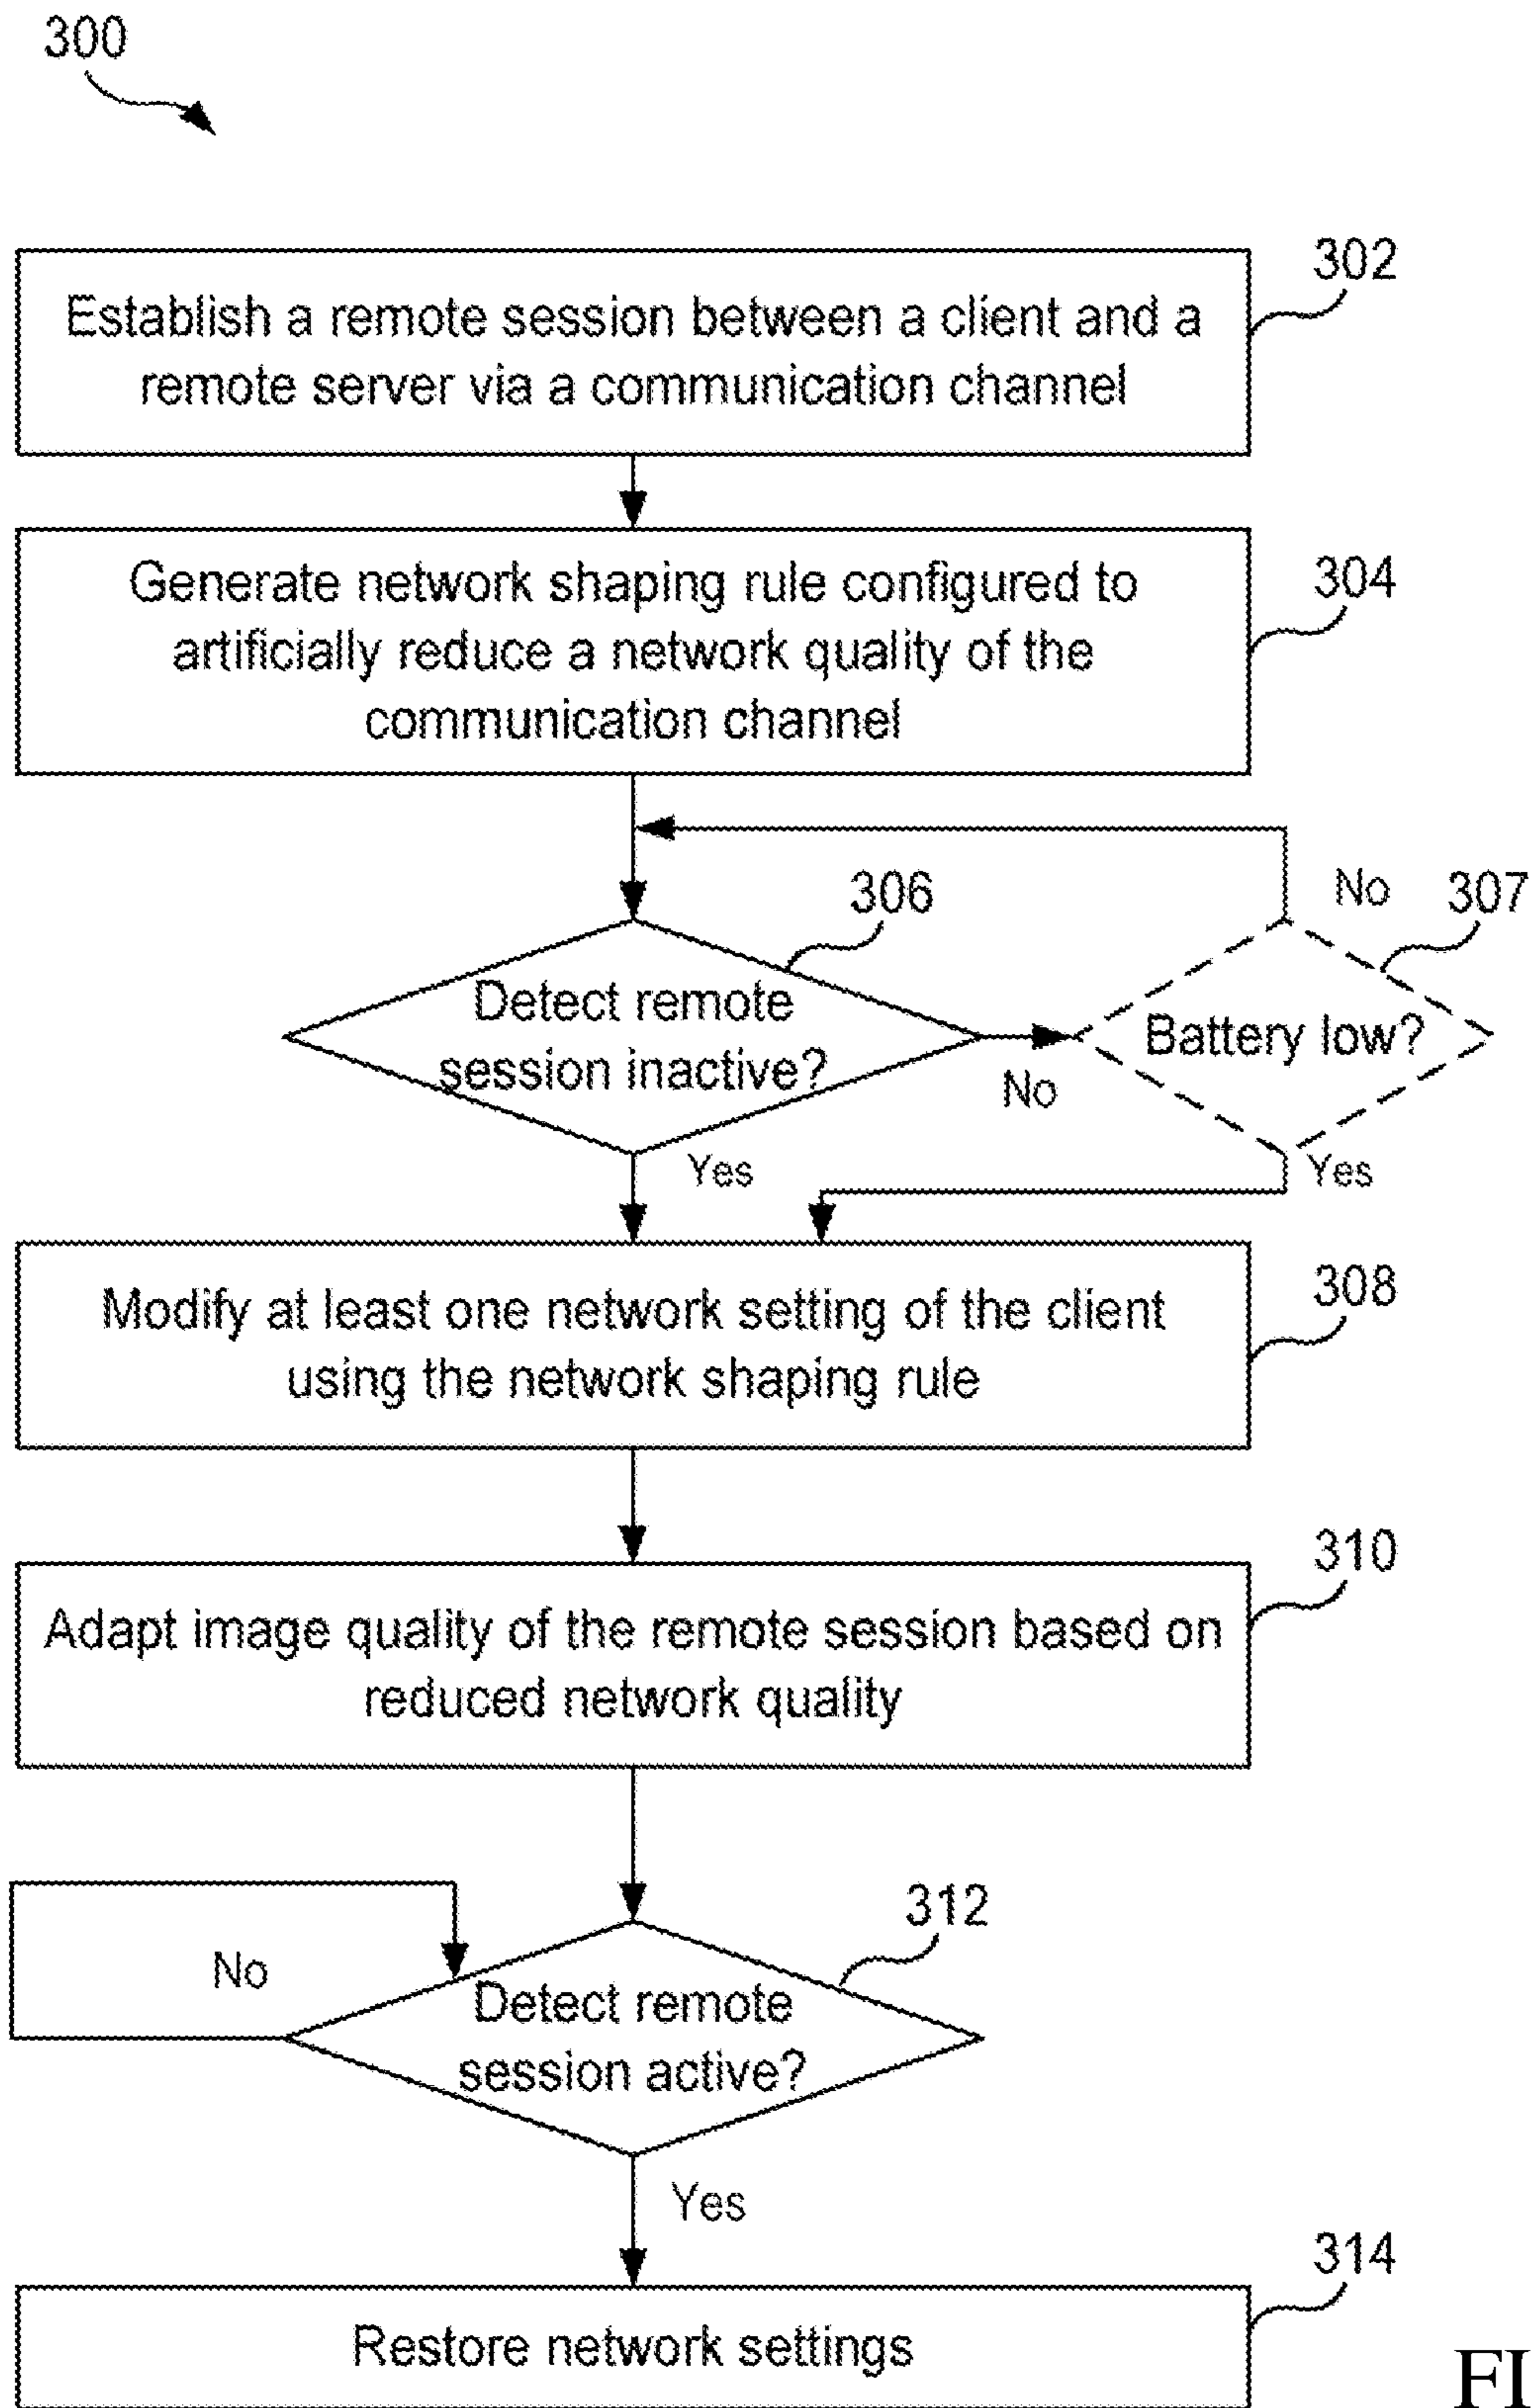 300
302
Establish a remote session between a client and a
remote server via a communication channel
304
Generate network shaping rule configured to
artificially reduce a network quality of the
communication channel
306
No
307
Detect remote
session inactive?
Battery low?
No
Yes
Yes
308
Modify at least one network setting of the client
using the network shaping rule
310
Adapt image quality of the remote session based on
reduced network quality
312
No
Detect remote
session active?
Yes
314
Restore network settings
FI